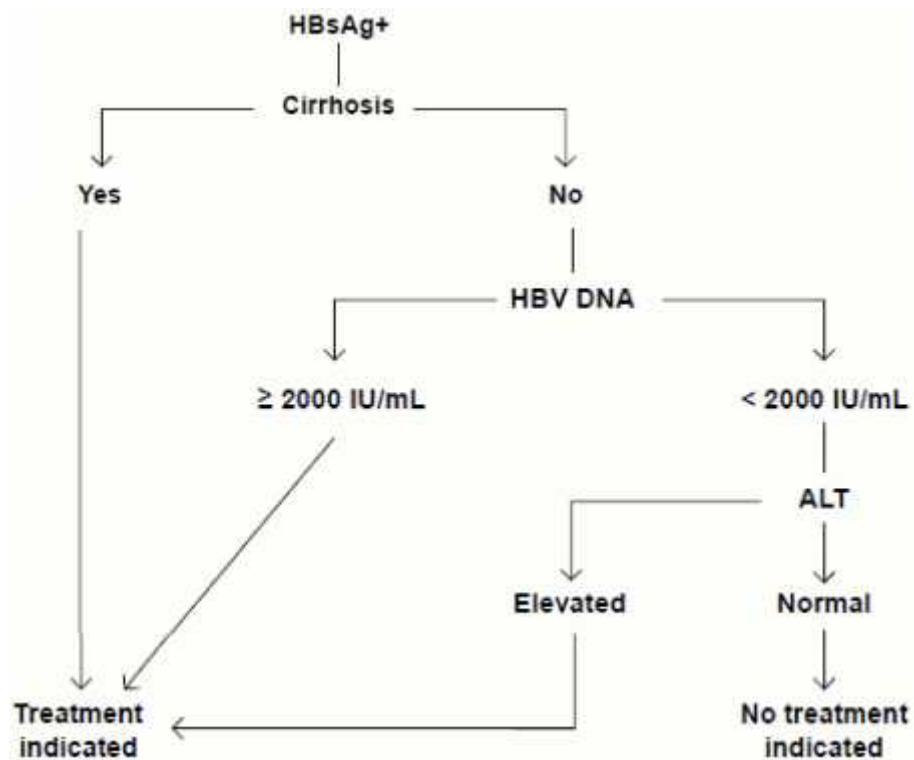 HBsAg+
Cirrhosis
Yes
No
HBV DNA
≥ 2000 IU/mL
< 2000 IU/mL
ALT
Elevated
Normal
Treatment
indicated
No treatment
indicated